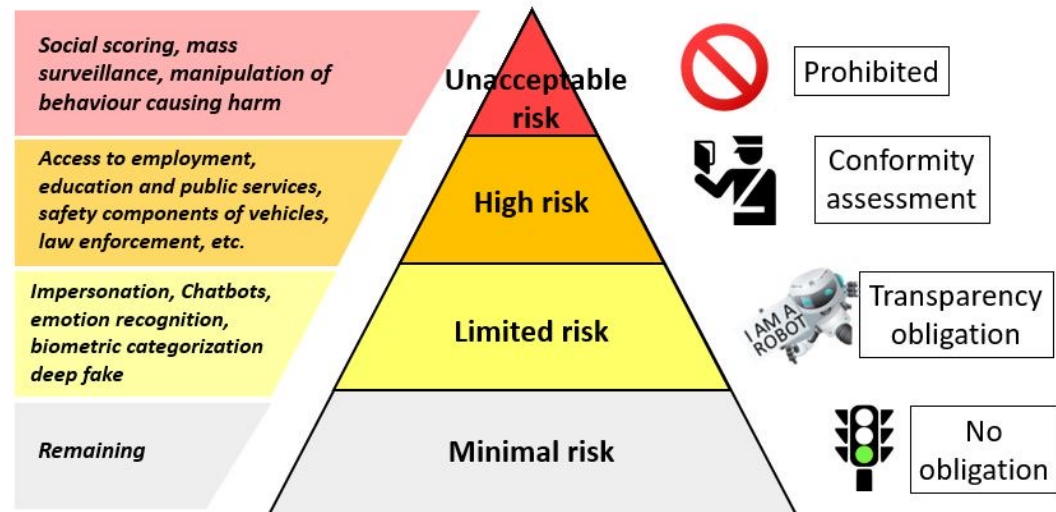 Social scoring, mass
surveillance, manipulation of
behaviour causing harm
Unacceptable
risk
Prohibited
Access to employment,
education and public services,
safety components of vehicles,
law enforcement, etc.
High risk
Conformity
assessment
Impersonation, Chatbots,
emotion recognition,
biometric categorization
deep fake
Limited risk
I AM A
ROBOT
Transparency
obligation
Remaining
Minimal risk
No
obligation